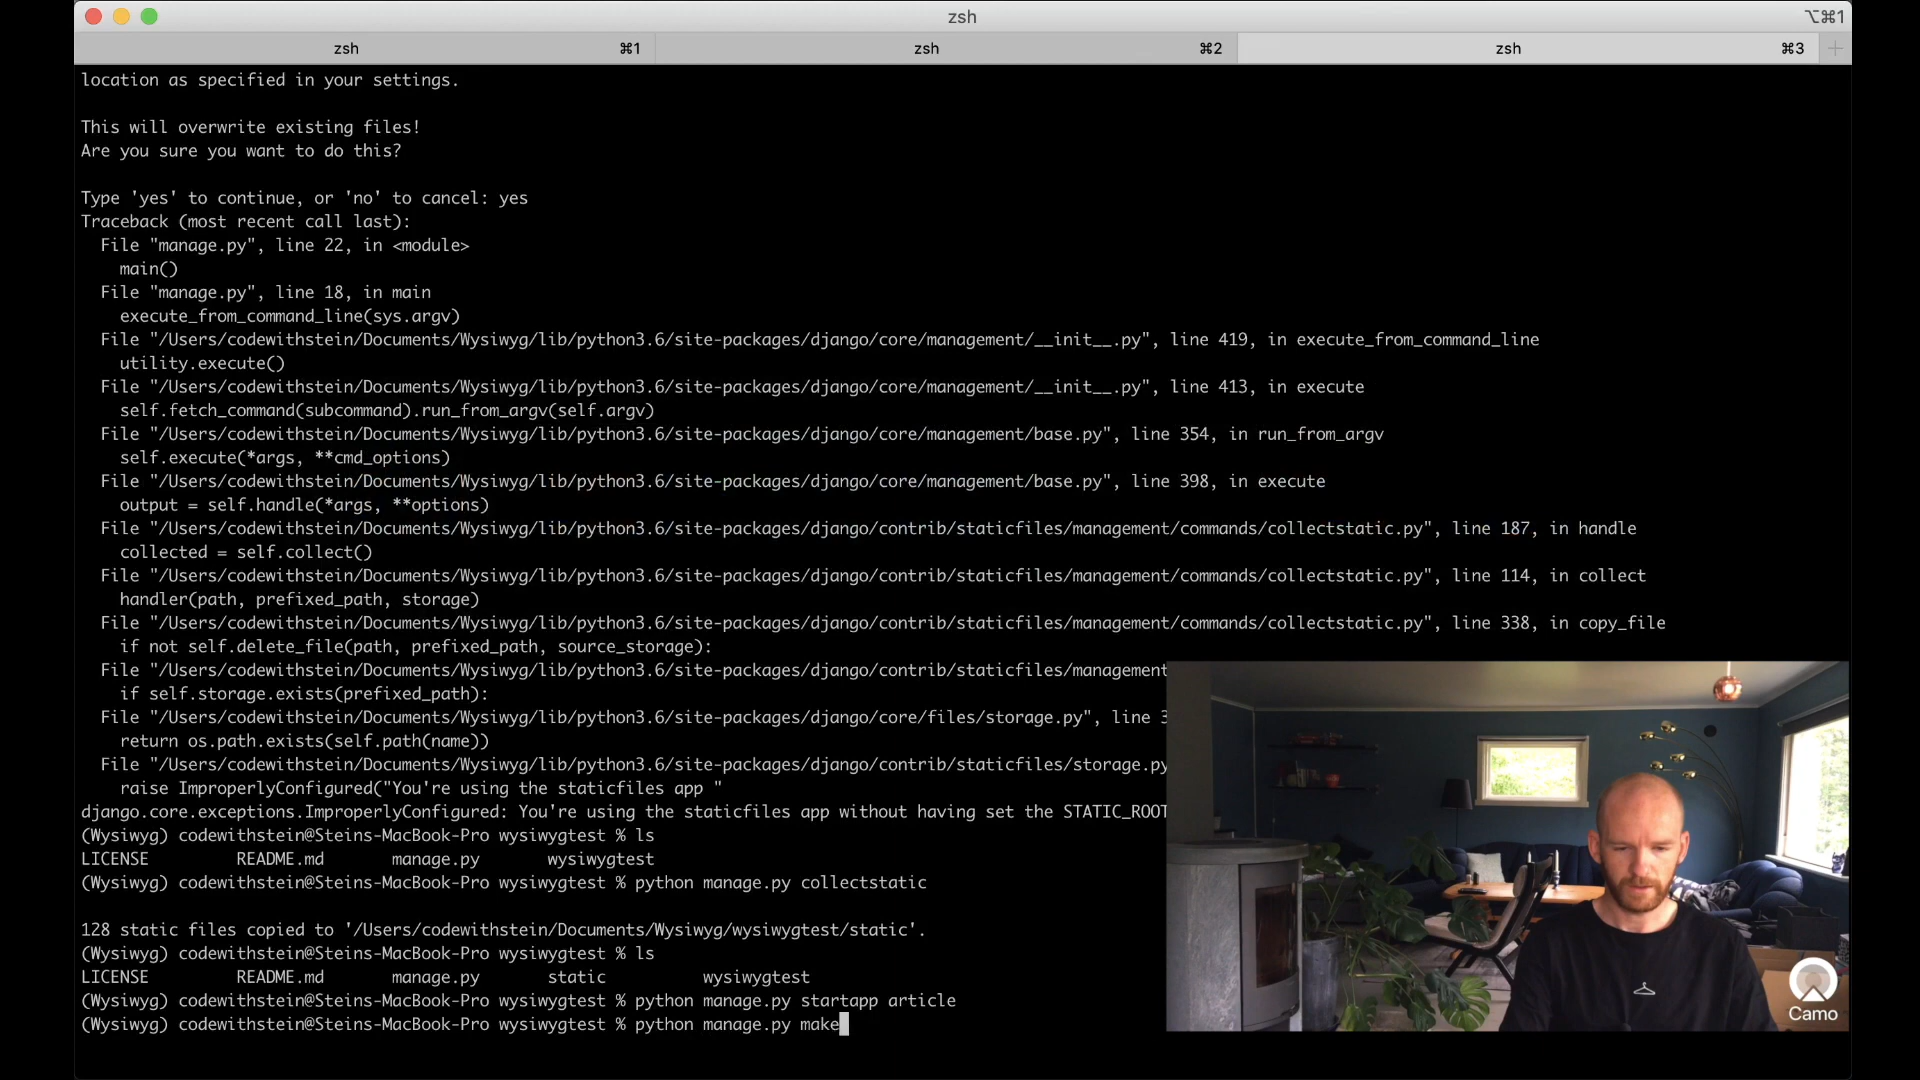 zsh
⌥⌘1
zsh ⌘1 zsh ⌘2 zsh ⌘3
location as specified in your settings.
This will overwrite existing files!
Are you sure you want to do this?
Type 'yes' to continue, or 'no' to cancel: yes
Traceback (most recent call last):
File "manage.py", line 22, in <module>
main()
File "manage.py", line 18, in main
execute_from_command_line(sys.argv)
File "/Users/codewithstein/Documents/Wysiwyg/lib/python3.6/site-packages/django/core/management/__init__.py", line 419, in execute_from_command_line
utility.execute()
File "/Users/codewithstein/Documents/Wysiwyg/lib/python3.6/site-packages/django/core/management/__init__.py", line 413, in execute
self.fetch_command(subcommand).run_from_argv(self.argv)
File "/Users/codewithstein/Documents/Wysiwyg/lib/python3.6/site-packages/django/core/management/base.py", line 354, in run_from_argv
self.execute(*args, **cmd_options)
File "/Users/codewithstein/Documents/Wysiwyg/lib/python3.6/site-packages/django/core/management/base.py", line 398, in execute
output = self.handle(*args, **options)
File "/Users/codewithstein/Documents/Wysiwyg/lib/python3.6/site-packages/django/contrib/staticfiles/management/commands/collectstatic.py", line 187, in handle
collected = self.collect()
File "/Users/codewithstein/Documents/Wysiwyg/lib/python3.6/site-packages/django/contrib/staticfiles/management/commands/collectstatic.py", line 114, in collect
handler(path, prefixed_path, storage)
File "/Users/codewithstein/Documents/Wysiwyg/lib/python3.6/site-packages/django/contrib/staticfiles/management/commands/collectstatic.py", line 338, in copy_file
if not self.delete_file(path, prefixed_path, source_storage):
File "/Users/codewithstein/Documents/Wysiwyg/lib/python3.6/site-packages/django/contrib/staticfiles/management
if self.storage.exists(prefixed_path):
File "/Users/codewithstein/Documents/Wysiwyg/lib/python3.6/site-packages/django/core/files/storage.py", line 3
return os.path.exists(self.path(name))
File "/Users/codewithstein/Documents/Wysiwyg/lib/python3.6/site-packages/django/contrib/staticfiles/storage.py
raise ImproperlyConfigured("You're using the staticfiles app "
django.core.exceptions.ImproperlyConfigured: You're using the staticfiles app without having set the STATIC_ROOT
(Wysiwyg) codewithstein@Steins-MacBook-Pro wysiwygtest % ls
LICENSE README.md manage.py wysiwygtest
(Wysiwyg) codewithstein@Steins-MacBook-Pro wysiwygtest % python manage.py collectstatic
128 static files copied to '/Users/codewithstein/Documents/Wysiwyg/wysiwygtest/static'.
(Wysiwyg) codewithstein@Steins-MacBook-Pro wysiwygtest % ls
LICENSE README.md manage.py static wysiwygtest
(Wysiwyg) codewithstein@Steins-MacBook-Pro wysiwygtest % python manage.py startapp article
(Wysiwyg) codewithstein@Steins-MacBook-Pro wysiwygtest % python manage.py make
Camo